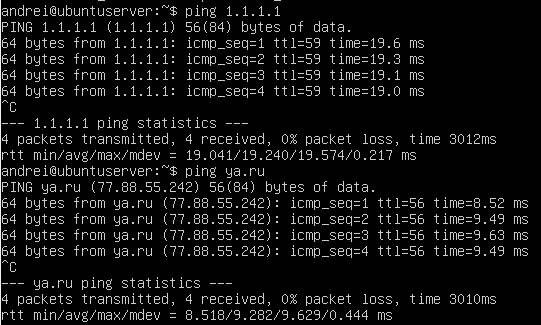 andrei@ubuntuserver:~$ ping 1.1.1.1
PING 1.1.1.1 (1.1.1.1) 56(84) bytes of data.
64 bytes from 1.1.1.1: icmp_seq=1 ttl=59 time=19.6 ms
64 bytes from 1.1.1.1: icmp_seq=2 ttl=59 time=19.3 ms
64 bytes from 1.1.1.1: icmp_seq=3 ttl=59 time=19.1 ms
64 bytes from 1.1.1.1: icmp_seq=4 ttl=59 time=19.0 ms
^C
--- 1.1.1.1 ping statistics ---
4 packets transmitted, 4 received, 0% packet loss, time 3012ms
rtt min/avg/max/mdev = 19.041/19.240/19.574/0.217 ms
andrei@ubuntuserver:~$ ping ya.ru
PING ya.ru (77.88.55.242) 56(84) bytes of data.
64 bytes from ya.ru (77.88.55.242): icmp_seq=1 ttl=56 time=8.52 ms
64 bytes from ya.ru (77.88.55.242): icmp_seq=2 ttl=56 time=9.49 ms
64 bytes from ya.ru (77.88.55.242): icmp_seq=3 ttl=56 time=9.63 ms
64 bytes from ya.ru (77.88.55.242): icmp_seq=4 ttl=56 time=9.49 ms
^C
--- ya.ru ping statistics ---
4 packets transmitted, 4 received, 0% packet loss, time 3010ms
rtt min/avg/max/mdev = 8.518/9.282/9.629/0.444 ms